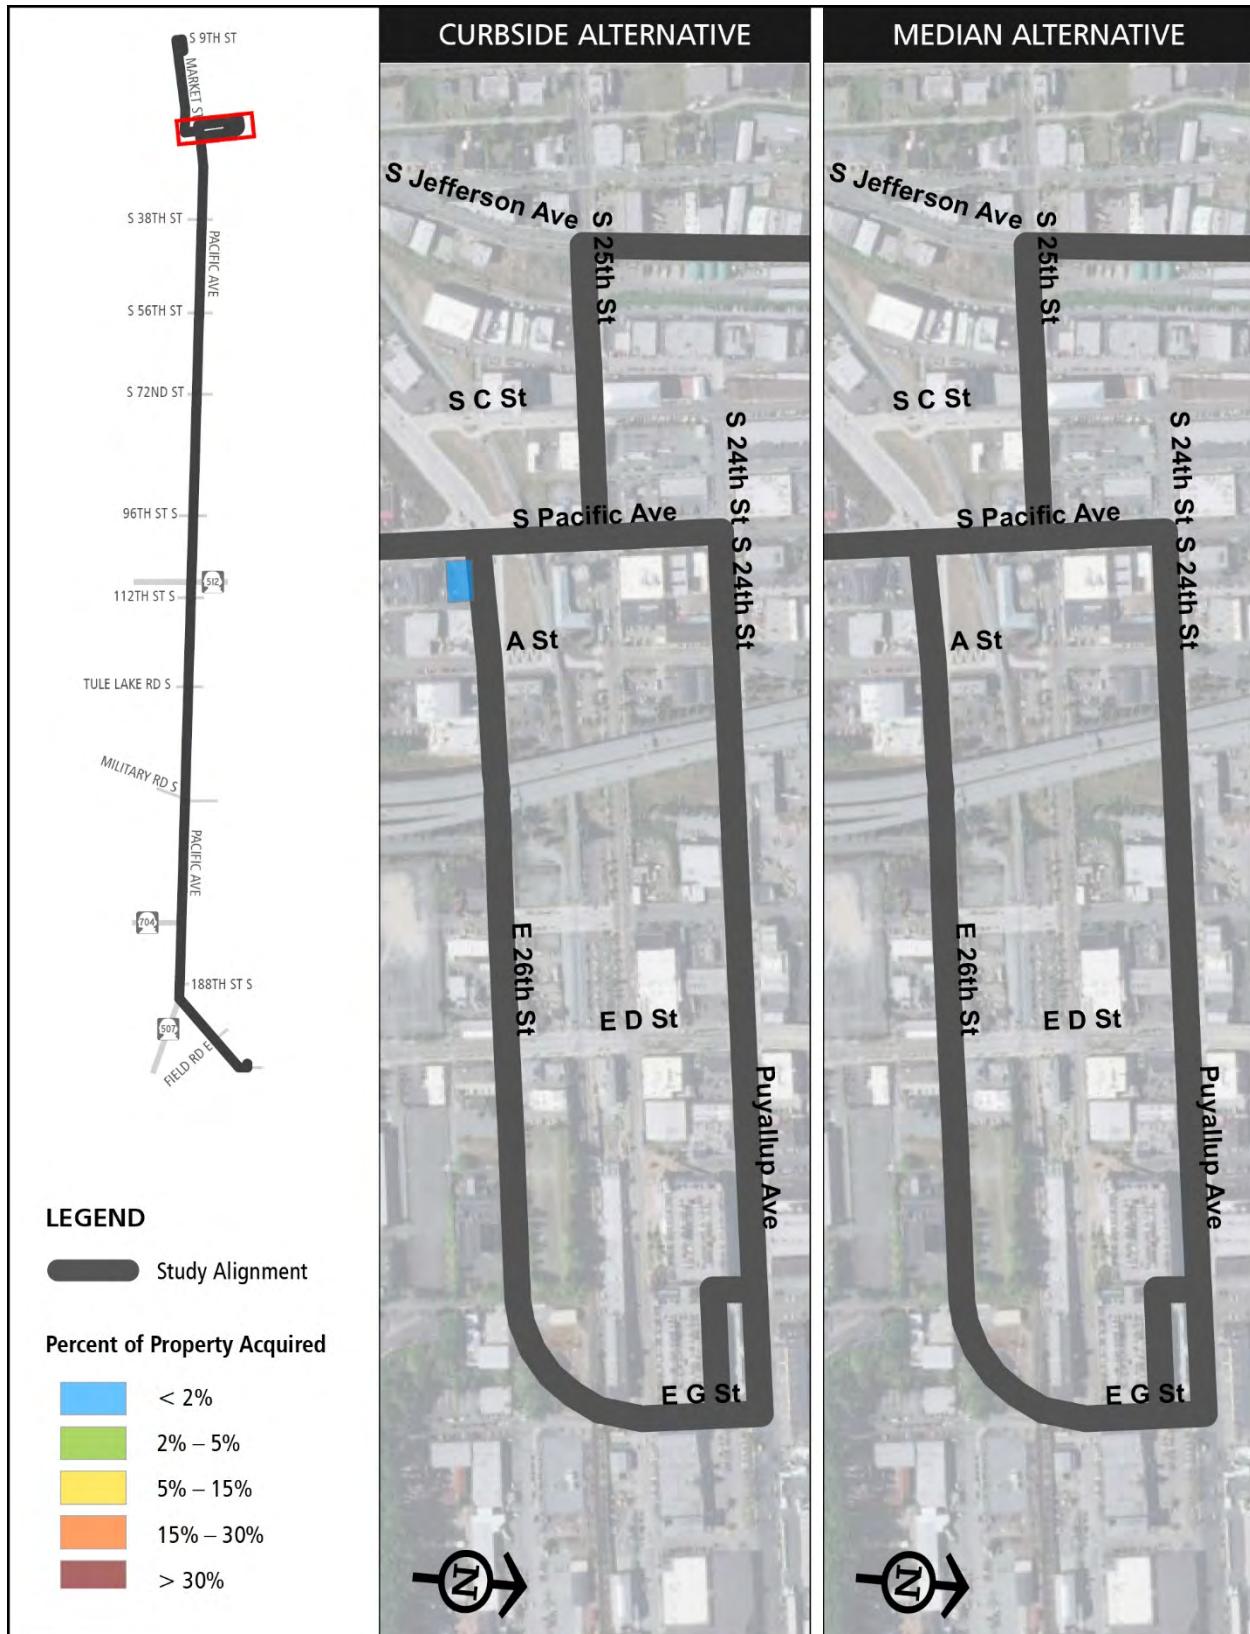 S 9TH ST
MARKET ST
S 38TH ST
PACIFIC AVE
S 56TH ST
S 72ND ST
96TH ST S
512
112TH ST S
TULE LAKE RD S
MILITARY RD S
PACIFIC AVE
704
188TH ST S
507
FIELD RD E
LEGEND
Study Alignment
Percent of Property Acquired
< 2%
2% – 5%
5% – 15%
15% – 30%
> 30%
CURBSIDE ALTERNATIVE
S Jefferson Ave
S 25th St
S C St
S 24th St
S Pacific Ave
S 24th St
A St
E 26th St
E D St
Puyallup Ave
E G St
N
MEDIAN ALTERNATIVE
S Jefferson Ave
S 25th St
S C St
S 24th St
S Pacific Ave
S 24th St
A St
E 26th St
E D St
Puyallup Ave
E G St
N